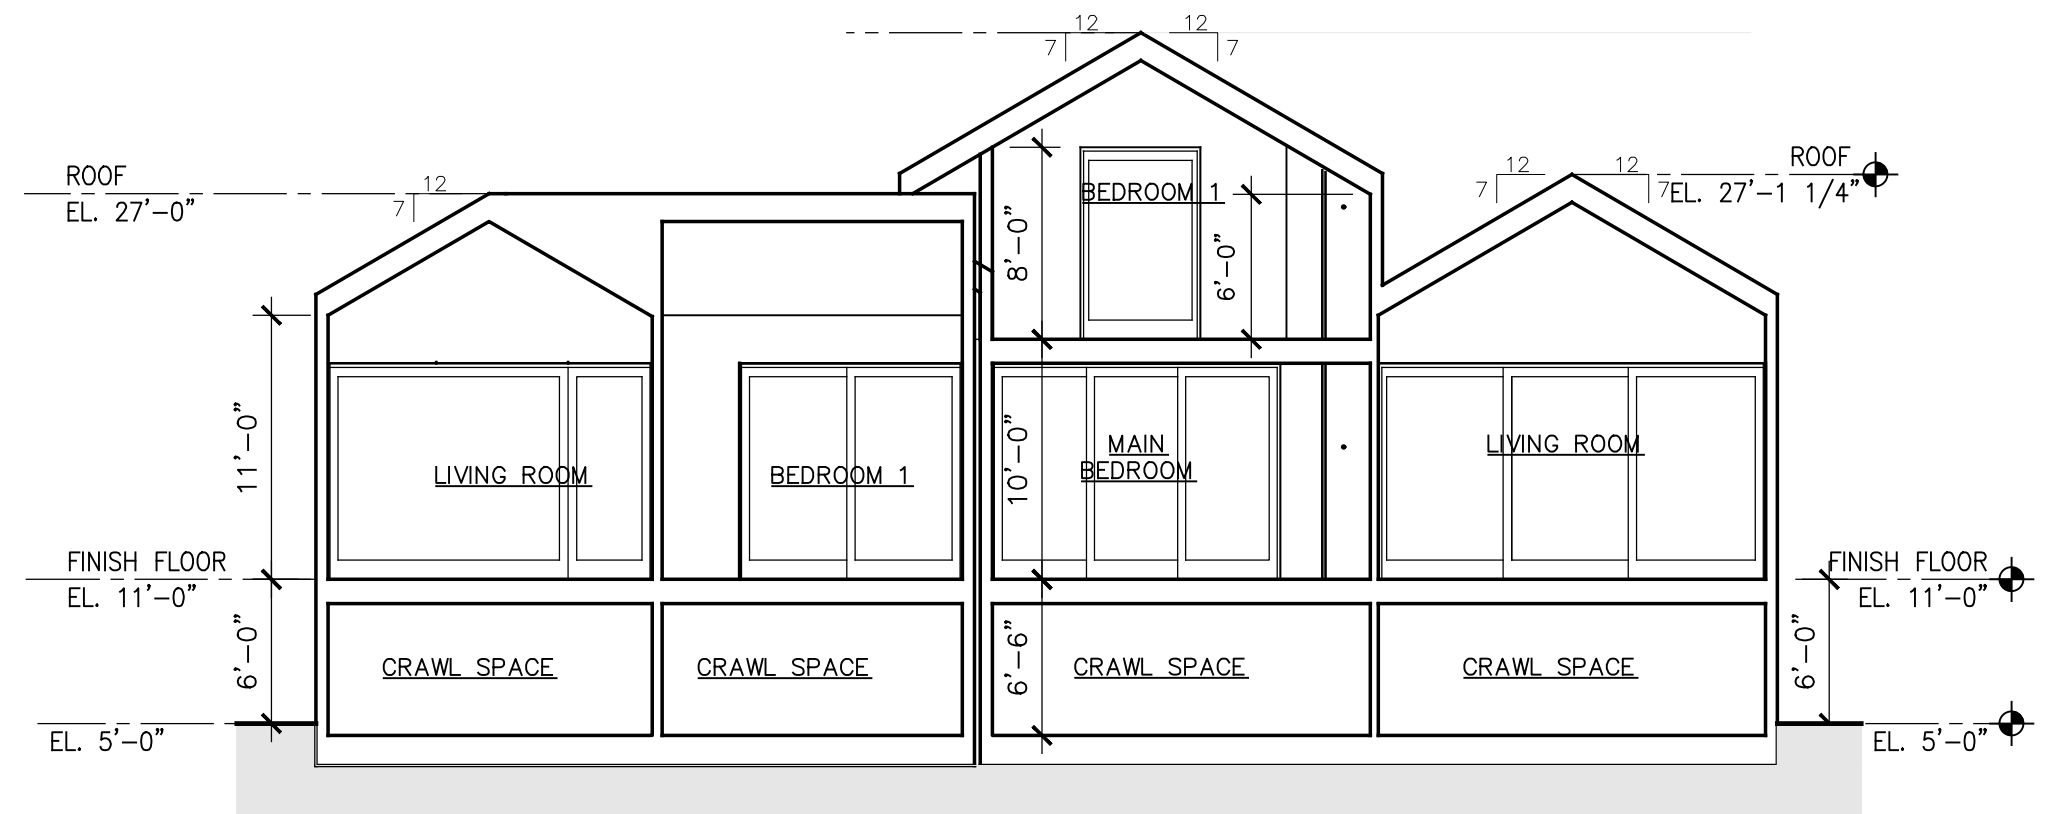 12 12
7 7
ROOF
EL. 27'-0"
12
7
12 12
7 7
ROOF
EL. 27'-1 1/4"
BEDROOM 1
8'-0"
6'-0"
11'-0"
LIVING ROOM
BEDROOM 1
10'-0"
MAIN
BEDROOM
LIVING ROOM
FINISH FLOOR
EL. 11'-0"
FINISH FLOOR
EL. 11'-0"
6'-0"
CRAWL SPACE
CRAWL SPACE
6'-6"
CRAWL SPACE
CRAWL SPACE
6'-0"
EL. 5'-0"
EL. 5'-0"